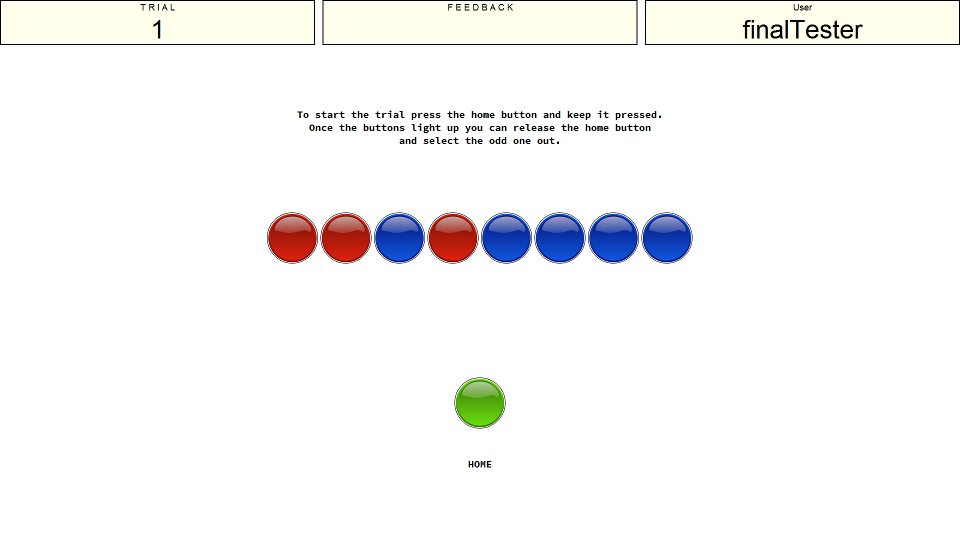 TRIAL
1
FEEDBACK
User
finalTester
To start the trial press the home button and keep it pressed.
Once the buttons light up you can release the home button
and select the odd one out.
HOME